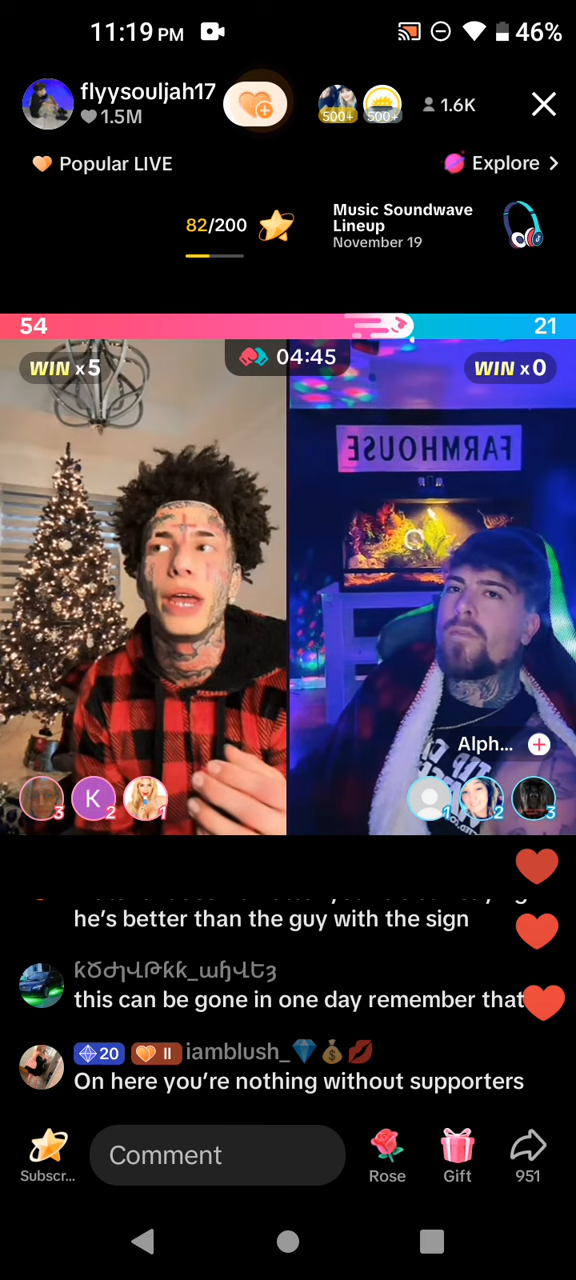 11:19 PM
46%
flyysouljah17
1.5M
500+
500+
1.6K
Popular LIVE
Explore >
82/200
Music Soundwave
Lineup
November 19
54
21
WIN x5
04:45
WIN x0
FARMHOUSE
Alph...
3
K
2
1
1
2
3
he's better than the guy with the sign
this can be gone in one day remember that
20
II
iamblush_💎💰💋
On here you're nothing without supporters
Subscr...
Comment
Rose
Gift
951